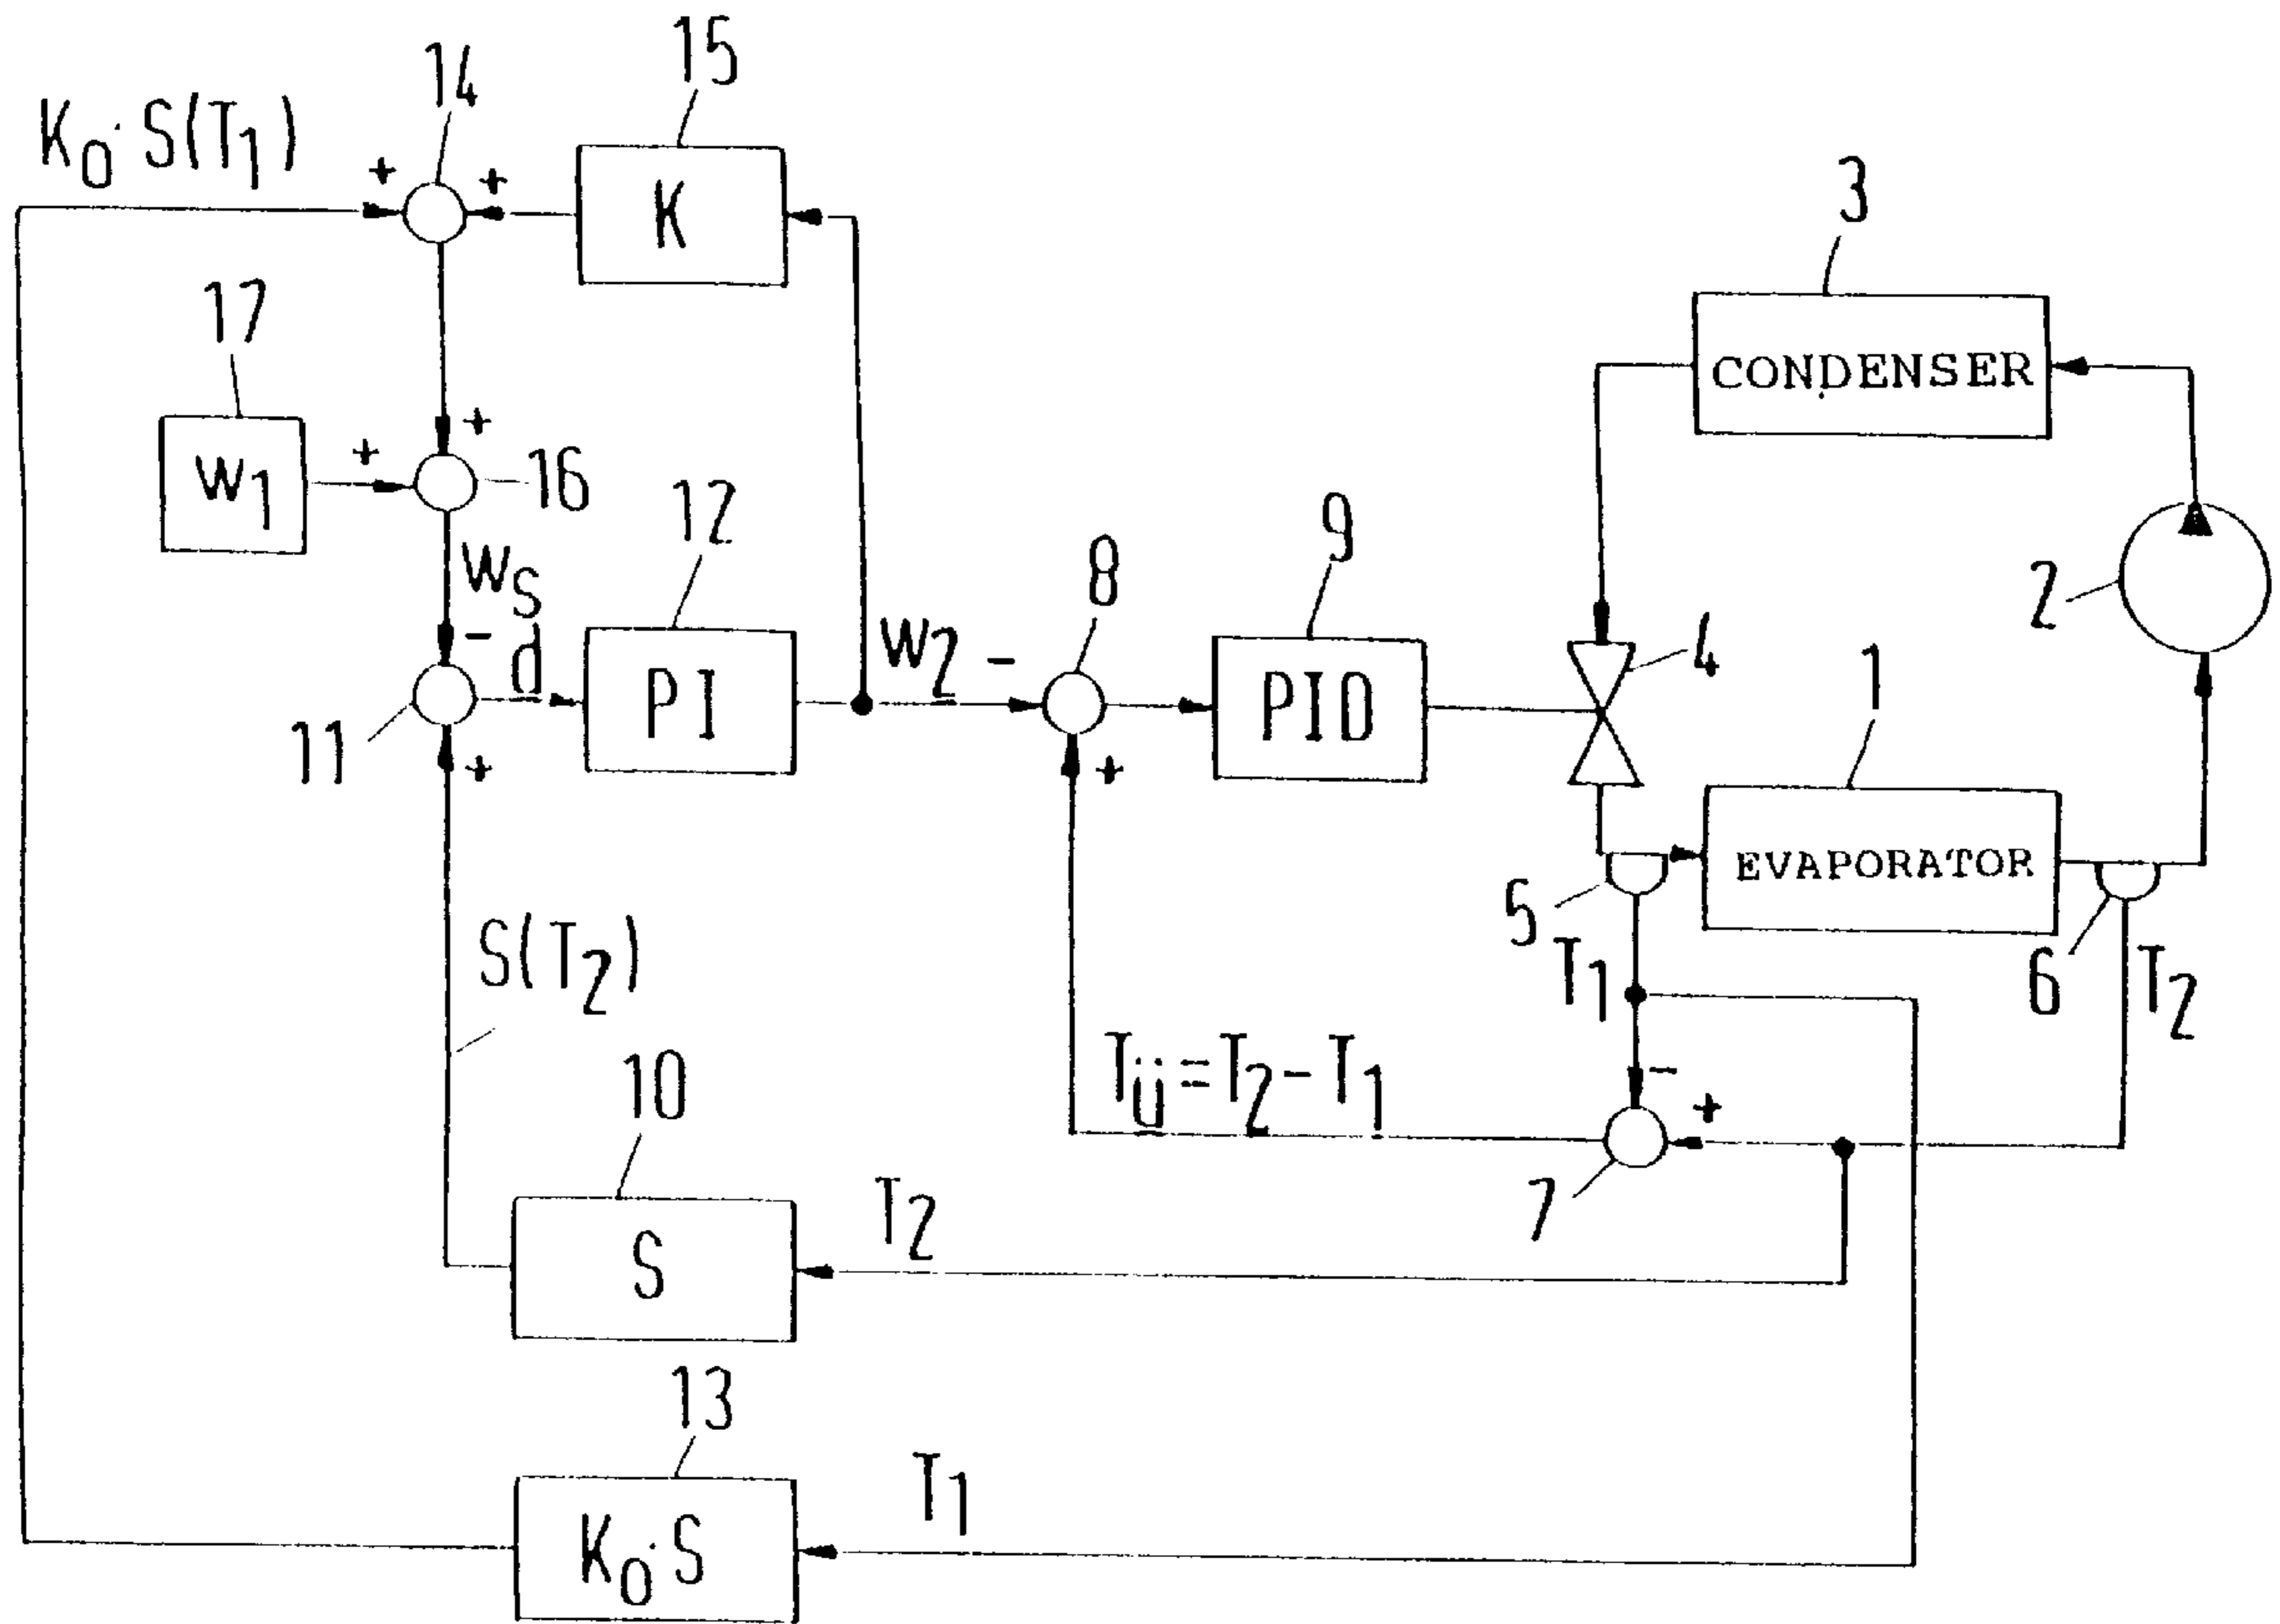 15
14
K₀·S(T₁)
+
+
K
3
17
CONDENSER
+
+
W₁
16
12
9
8
2
Wₛ
-
d
W₂
-
4
PI
PID
1
11
+
+
EVAPORATOR
5
S(T₂)
T₁
6
T₂
Tü=T₂-T₁
-
+
10
7
T₂
S
13
T₁
K₀·S